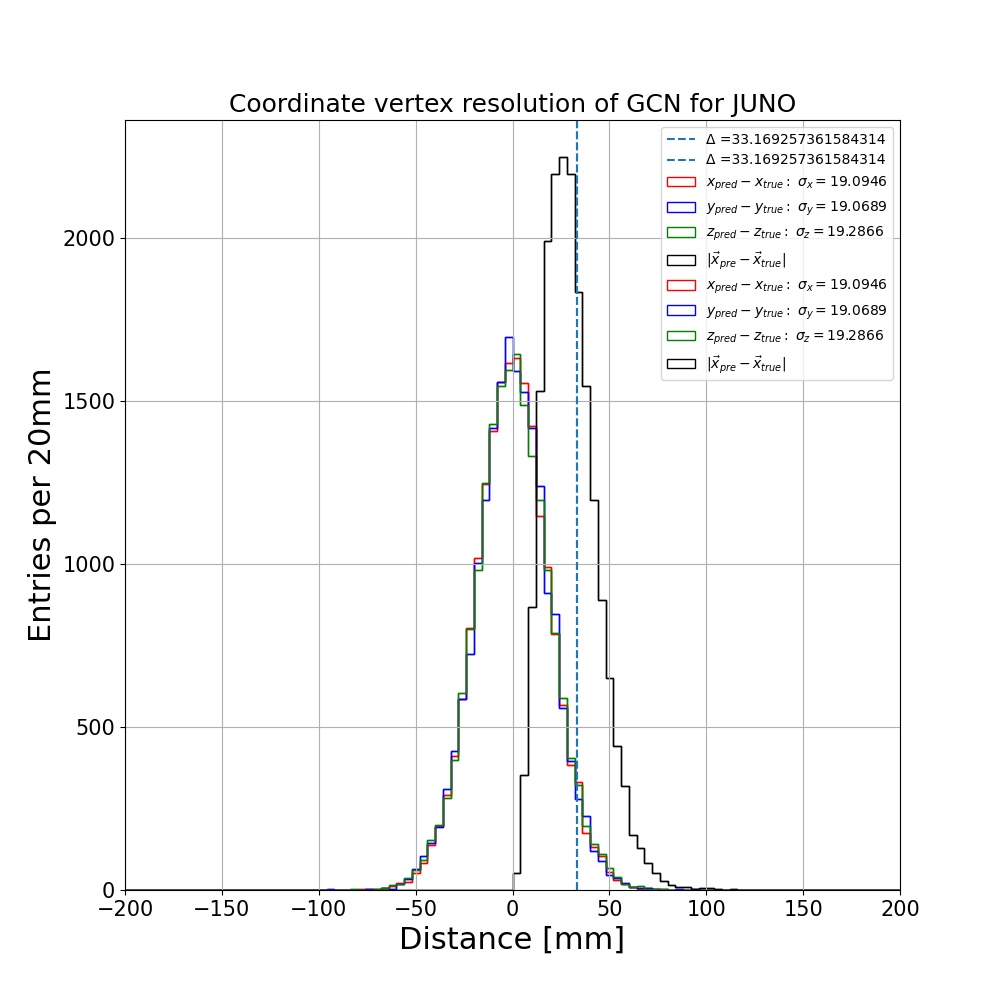 Coordinate vertex resolution of GCN for JUNO
Δ =33.169257361584314
Δ =33.169257361584314
x_pred − x_true : σ_x = 19.0946
y_pred − y_true : σ_y = 19.0689
z_pred − z_true : σ_z = 19.2866
|x⃗_pre − x⃗_true|
x_pred − x_true : σ_x = 19.0946
y_pred − y_true : σ_y = 19.0689
z_pred − z_true : σ_z = 19.2866
|x⃗_pre − x⃗_true|
Entries per 20mm
2000
1500
1000
500
0
−200 −150 −100 −50 0 50 100 150 200
Distance [mm]